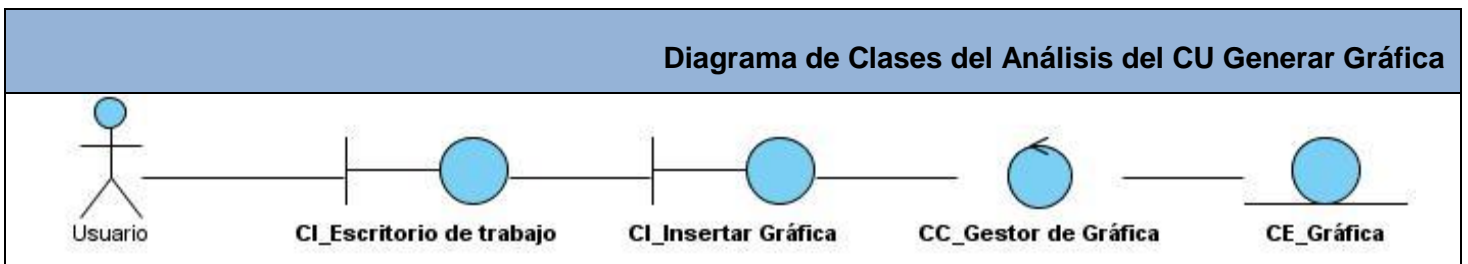 Diagrama de Clases del Análisis del CU Generar Gráfica
Usuario CI_Escritorio de trabajo CI_Insertar Gráfica CC_Gestor de Gráfica CE_Gráfica